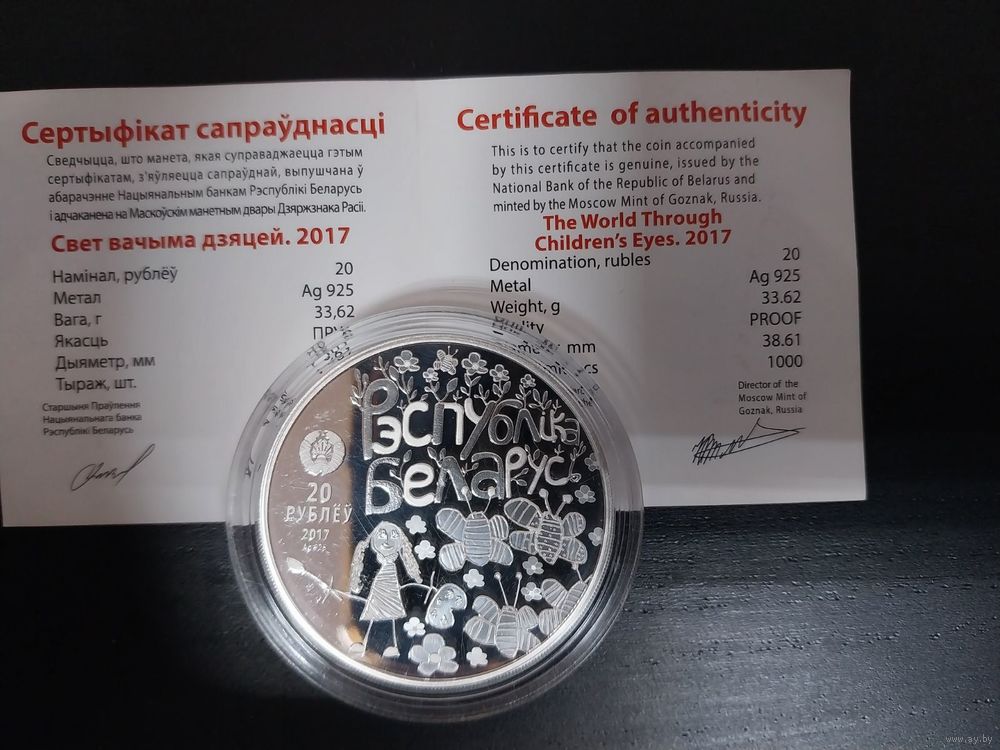 Сертыфікат сапраўднасці
Сведчыцца, што манета, якая суправаджаецца гэтым
сертыфікатам, з'яўляецца сапраўднай, выпушчана ў
абарачэнне Нацыянальным банкам Рэспублікі Беларусь
і адчаканена на Маскоўскім манетным двары Дзяржзнака Расіі.
Свет вачыма дзяцей. 2017
Намінал, рублёў 20
Метал Ag 925
Вага, г 33,62
Якасць
Дыяметр, мм
Тыраж, шт.
Старшыня Праўлення
Нацыянальнага банка
Рэспублікі Беларусь
Certificate of authenticity
This is to certify that the coin accompanied
by this certificate is genuine, issued by the
National Bank of the Republic of Belarus and
minted by the Moscow Mint of Goznak, Russia.
The World Through
Children's Eyes. 2017
Denomination, rubles 20
Metal Ag 925
Weight, g 33.62
PROOF
mm 38.61
1000
Director of the
Moscow Mint of
Goznak, Russia
Рэспубліка
Беларусь
20
РУБЛЁЎ
2017
www.ay.by